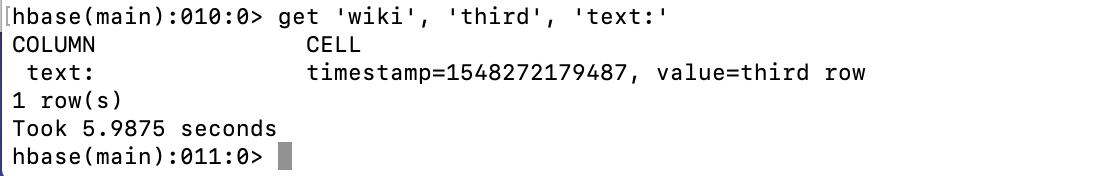 [hbase(main):010:0> get 'wiki', 'third', 'text:'
COLUMN                CELL
 text:                timestamp=1548272179487, value=third row
1 row(s)
Took 5.9875 seconds
hbase(main):011:0>